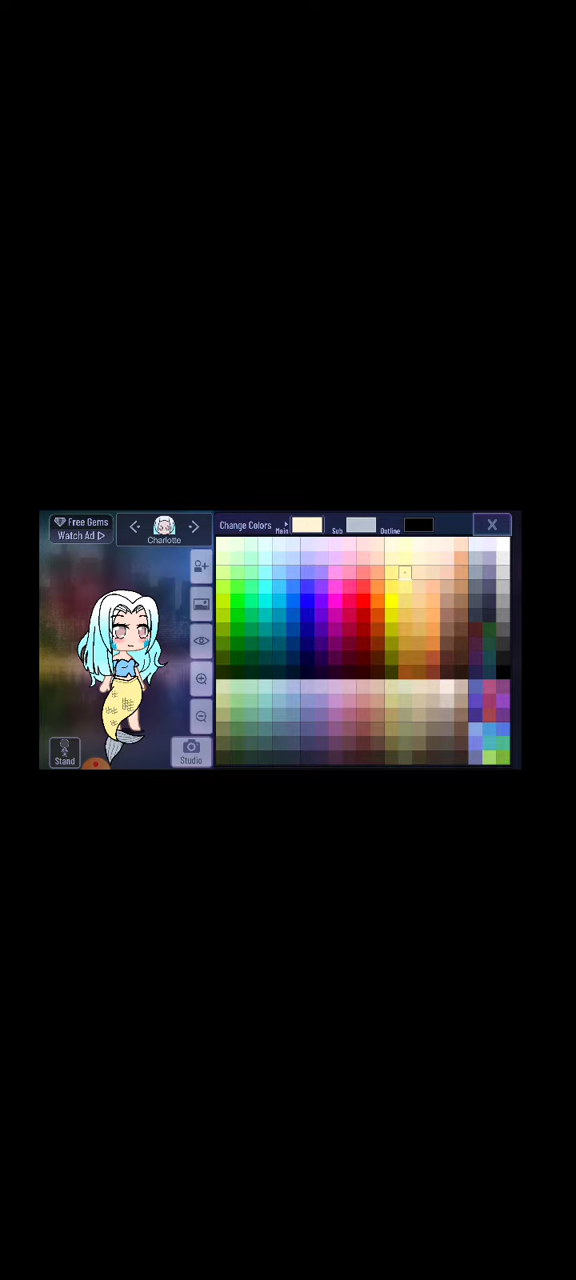 Free Gems
Watch Ad
Charlotte
Change Colors
Main
Sub
Outline
X
Stand
Studio